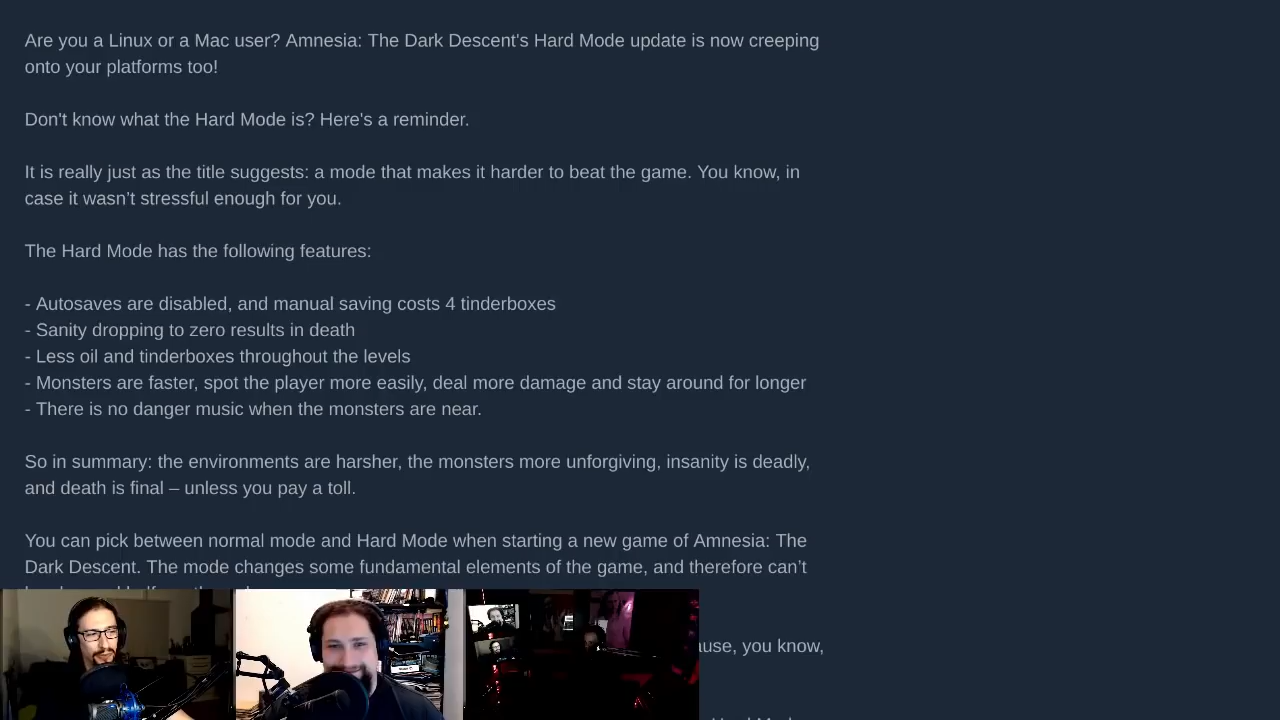 Are you a Linux or a Mac user? Amnesia: The Dark Descent's Hard Mode update is now creeping
onto your platforms too!
Don't know what the Hard Mode is? Here's a reminder.
It is really just as the title suggests: a mode that makes it harder to beat the game. You know, in
case it wasn’t stressful enough for you.
The Hard Mode has the following features:
- Autosaves are disabled, and manual saving costs 4 tinderboxes
- Sanity dropping to zero results in death
- Less oil and tinderboxes throughout the levels
- Monsters are faster, spot the player more easily, deal more damage and stay around for longer
- There is no danger music when the monsters are near.
So in summary: the environments are harsher, the monsters more unforgiving, insanity is deadly,
and death is final – unless you pay a toll.
You can pick between normal mode and Hard Mode when starting a new game of Amnesia: The
Dark Descent. The mode changes some fundamental elements of the game, and therefore can’t
you know,